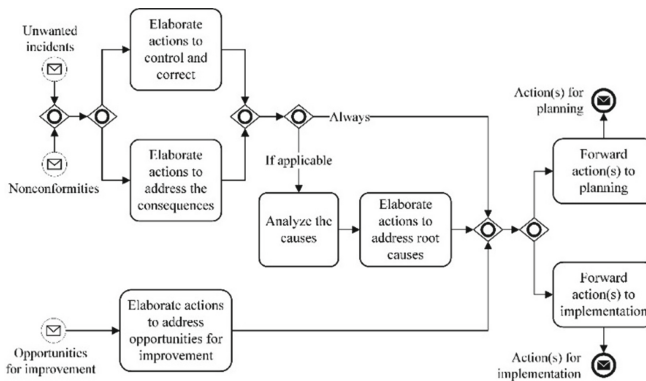 Unwanted
incidents
Elaborate
actions to
control and
correct
Nonconformities
Elaborate
actions to
address the
consequences
Always
If applicable
Analyze the
causes
Elaborate
actions to
address root
causes
Action(s) for
planning
Forward
action(s) to
planning
Forward
action(s) to
implementation
Action(s) for
implementation
Opportunities
for improvement
Elaborate actions
to address
opportunities for
improvement